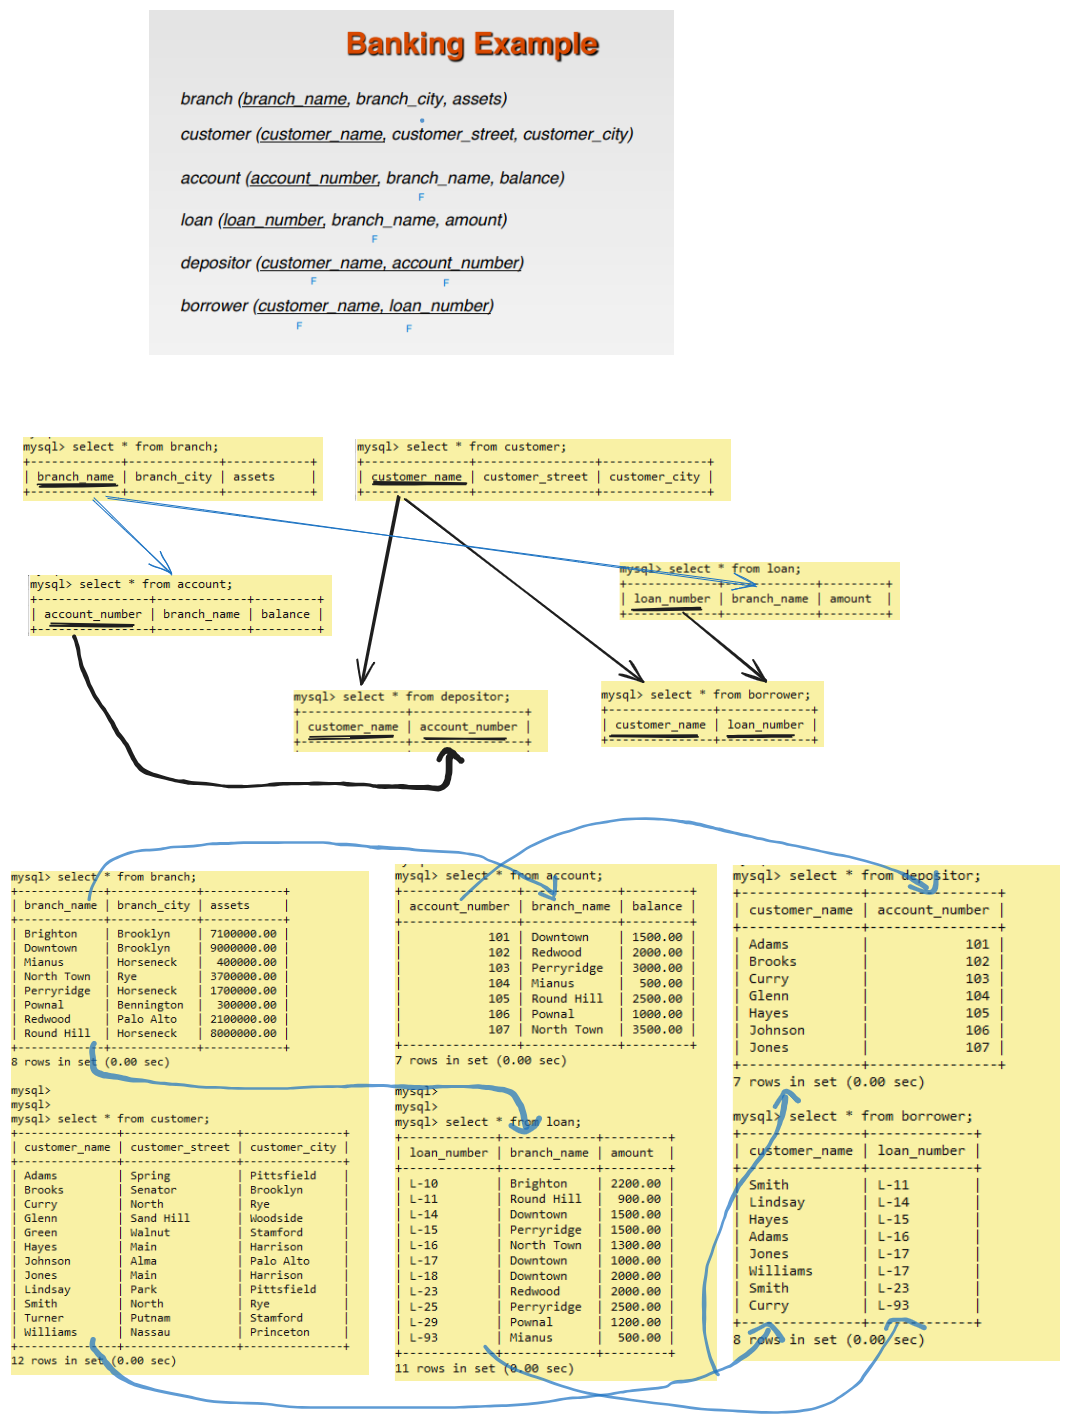 Banking Example
branch (branch_name, branch_city, assets)
customer (customer_name, customer_street, customer_city)
account (account_number, branch_name, balance)
F
loan (loan_number, branch_name, amount)
F
depositor (customer_name, account_number)
F F
borrower (customer_name, loan_number)
F F
mysql> select * from branch;
+-------------+-------------+------------+
| branch_name | branch_city | assets     |
+-------------+-------------+------------+
mysql> select * from customer;
+---------------+-----------------+---------------+
| customer_name | customer_street | customer_city |
+---------------+-----------------+---------------+
mysql> select * from account;
+----------------+-------------+---------+
| account_number | branch_name | balance |
+----------------+-------------+---------+
mysql> select * from loan;
+-------------+-------------+---------+
| loan_number | branch_name | amount  |
+-------------+-------------+---------+
mysql> select * from depositor;
+---------------+----------------+
| customer_name | account_number |
+---------------+----------------+
mysql> select * from borrower;
+---------------+-------------+
| customer_name | loan_number |
+---------------+-------------+
mysql> select * from branch;
+-------------+-------------+------------+
| branch_name | branch_city | assets     |
+-------------+-------------+------------+
| Brighton    | Brooklyn    | 7100000.00 |
| Downtown    | Brooklyn    | 9000000.00 |
| Mianus      | Horseneck   |  400000.00 |
| North Town  | Rye         | 3700000.00 |
| Perryridge  | Horseneck   | 1700000.00 |
| Pownal      | Bennington  |  300000.00 |
| Redwood     | Palo Alto   | 2100000.00 |
| Round Hill  | Horseneck   | 8000000.00 |
+-------------+-------------+------------+
8 rows in set (0.00 sec)
mysql>
mysql>
mysql> select * from customer;
+---------------+-----------------+---------------+
| customer_name | customer_street | customer_city |
+---------------+-----------------+---------------+
| Adams         | Spring          | Pittsfield    |
| Brooks        | Senator         | Brooklyn      |
| Curry         | North           | Rye           |
| Glenn         | Sand Hill       | Woodside      |
| Green         | Walnut          | Stamford      |
| Hayes         | Main            | Harrison      |
| Johnson       | Alma            | Palo Alto     |
| Jones         | Main            | Harrison      |
| Lindsay       | Park            | Pittsfield    |
| Smith         | North           | Rye           |
| Turner        | Putnam          | Stamford      |
| Williams      | Nassau          | Princeton     |
+---------------+-----------------+---------------+
12 rows in set (0.00 sec)
mysql> select * from account;
+----------------+-------------+---------+
| account_number | branch_name | balance |
+----------------+-------------+---------+
|            101 | Downtown    | 1500.00 |
|            102 | Redwood     | 2000.00 |
|            103 | Perryridge  | 3000.00 |
|            104 | Mianus      |  500.00 |
|            105 | Round Hill  | 2500.00 |
|            106 | Pownal      | 1000.00 |
|            107 | North Town  | 3500.00 |
+----------------+-------------+---------+
7 rows in set (0.00 sec)
mysql>
mysql>
mysql> select * from loan;
+-------------+-------------+---------+
| loan_number | branch_name | amount  |
+-------------+-------------+---------+
| L-10        | Brighton    | 2200.00 |
| L-11        | Round Hill  |  900.00 |
| L-14        | Downtown    | 1500.00 |
| L-15        | Perryridge  | 1500.00 |
| L-16        | North Town  | 1300.00 |
| L-17        | Downtown    | 1000.00 |
| L-18        | Downtown    | 2000.00 |
| L-23        | Redwood     | 2000.00 |
| L-25        | Perryridge  | 2500.00 |
| L-29        | Pownal      | 1200.00 |
| L-93        | Mianus      |  500.00 |
+-------------+-------------+---------+
11 rows in set (0.00 sec)
mysql> select * from depositor;
+---------------+----------------+
| customer_name | account_number |
+---------------+----------------+
| Adams         |            101 |
| Brooks        |            102 |
| Curry         |            103 |
| Glenn         |            104 |
| Hayes         |            105 |
| Johnson       |            106 |
| Jones         |            107 |
+---------------+----------------+
7 rows in set (0.00 sec)
mysql> select * from borrower;
+---------------+-------------+
| customer_name | loan_number |
+---------------+-------------+
| Smith         | L-11        |
| Lindsay       | L-14        |
| Hayes         | L-15        |
| Adams         | L-16        |
| Jones         | L-17        |
| Williams      | L-17        |
| Smith         | L-23        |
| Curry         | L-93        |
+---------------+-------------+
8 rows in set (0.00 sec)